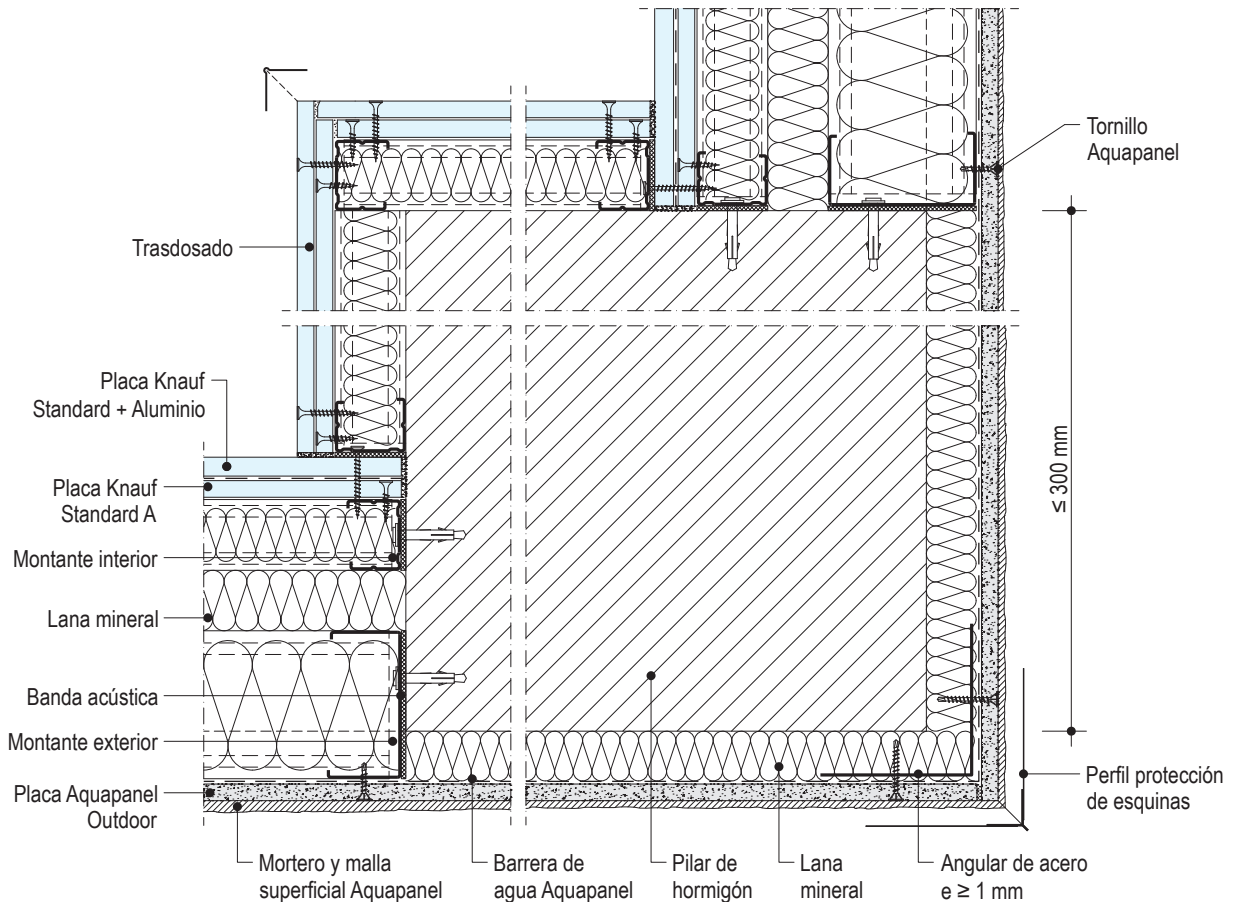 Tornillo
Aquapanel
Trasdosado
Placa Knauf
Standard + Aluminio
Placa Knauf
Standard A
Montante interior
Lana mineral
Banda acústica
Montante exterior
Placa Aquapanel
Outdoor
≤ 300 mm
Perfil protección
de esquinas
Mortero y malla
superficial Aquapanel
Barrera de
agua Aquapanel
Pilar de
hormigón
Lana
mineral
Angular de acero
e ≥ 1 mm